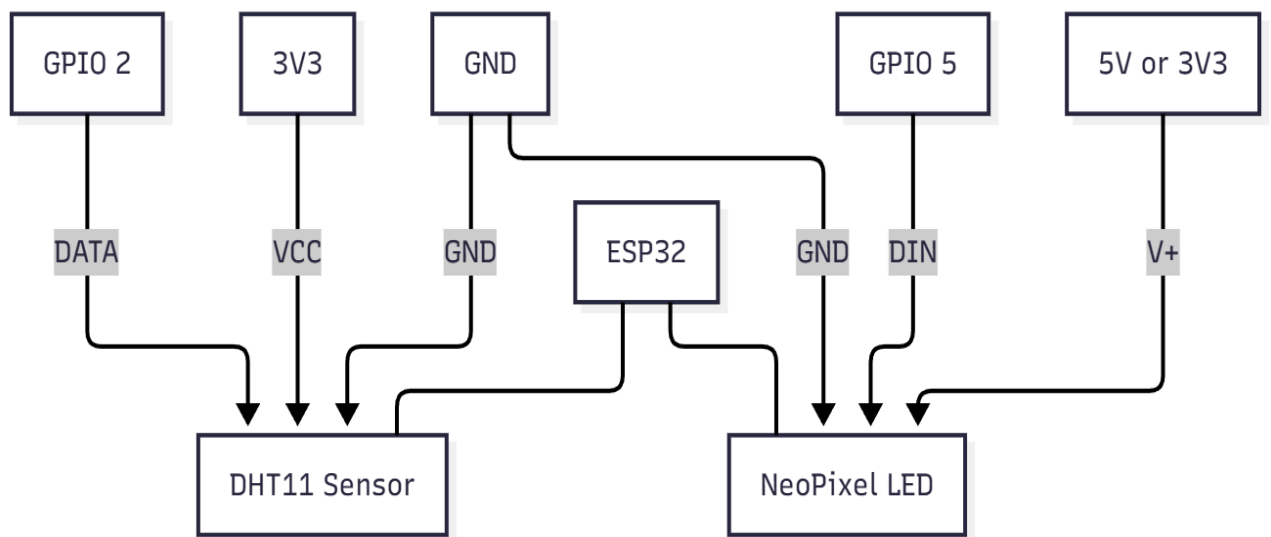 GPIO 2
3V3
GND
GPIO 5
5V or 3V3
DATA
VCC
GND
ESP32
GND
DIN
V+
DHT11 Sensor
NeoPixel LED